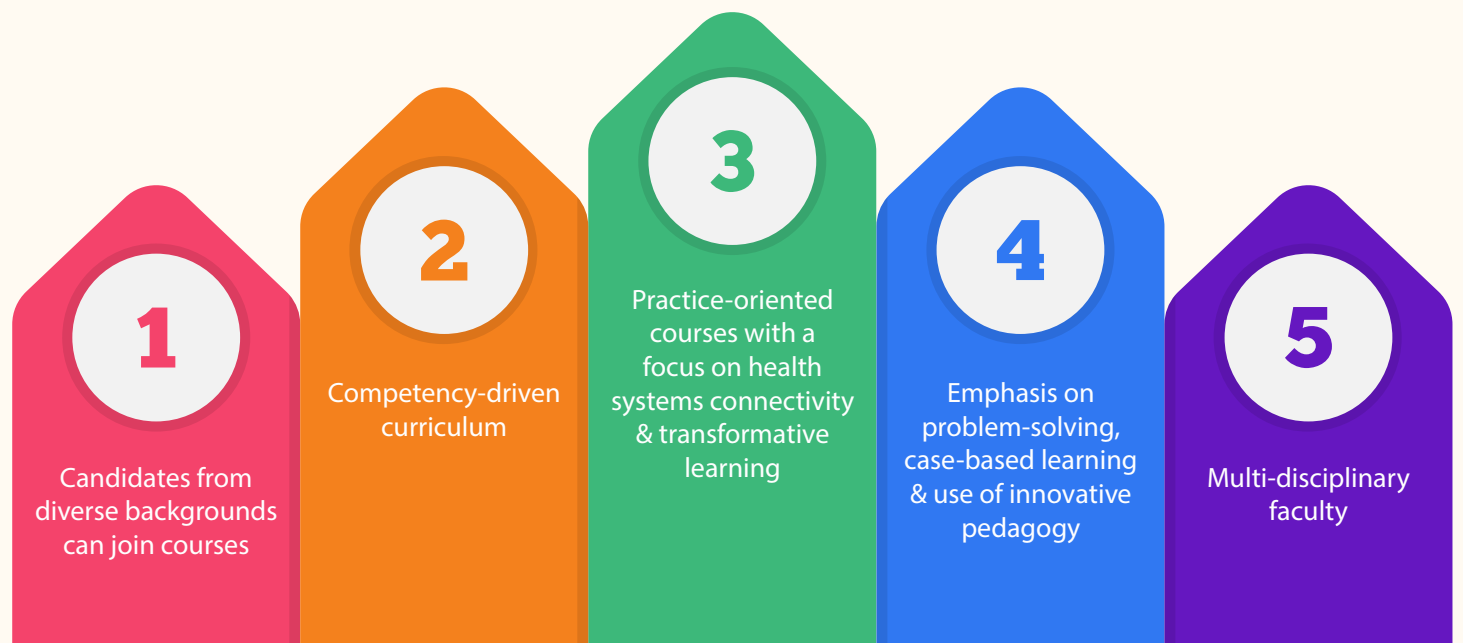 1
Candidates from
diverse backgrounds
can join courses
2
Competency-driven
curriculum
3
Practice-oriented
courses with a
focus on health
systems connectivity
& transformative
learning
4
Emphasis on
problem-solving,
case-based learning
& use of innovative
pedagogy
5
Multi-disciplinary
faculty